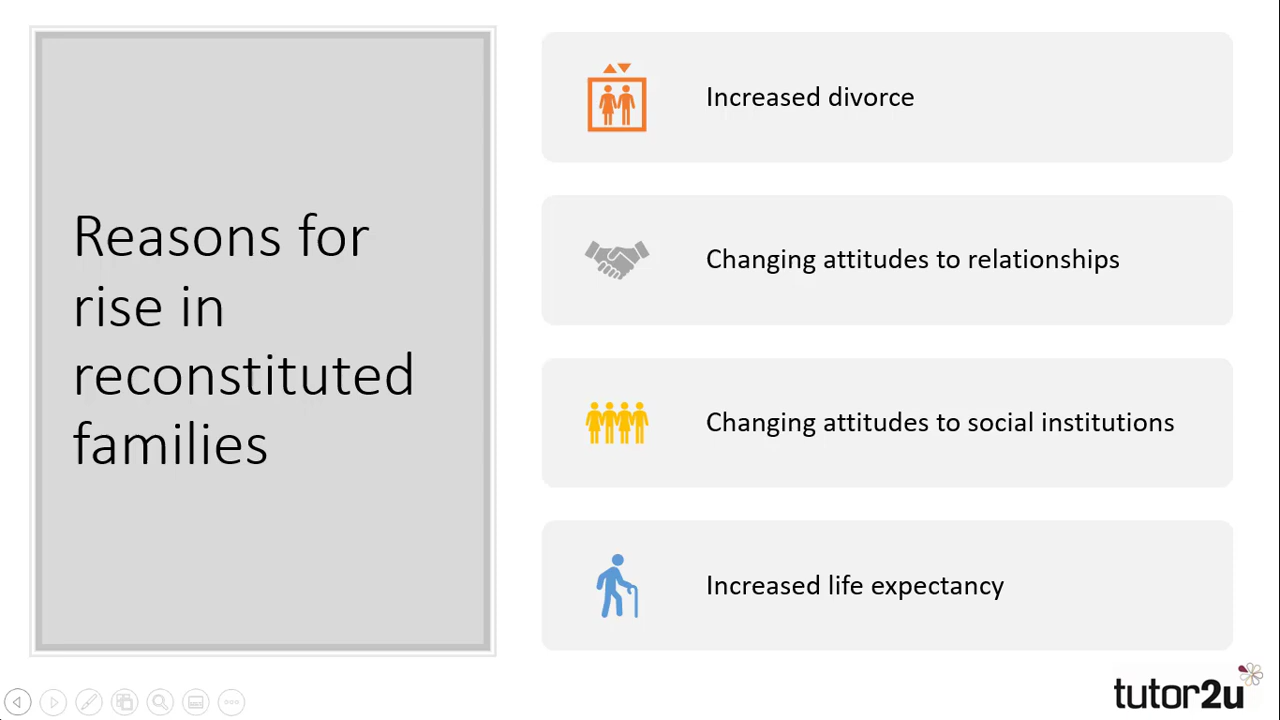 Reasons for
rise in
reconstituted
families
Increased divorce
Changing attitudes to relationships
Changing attitudes to social institutions
Increased life expectancy
tutor2u